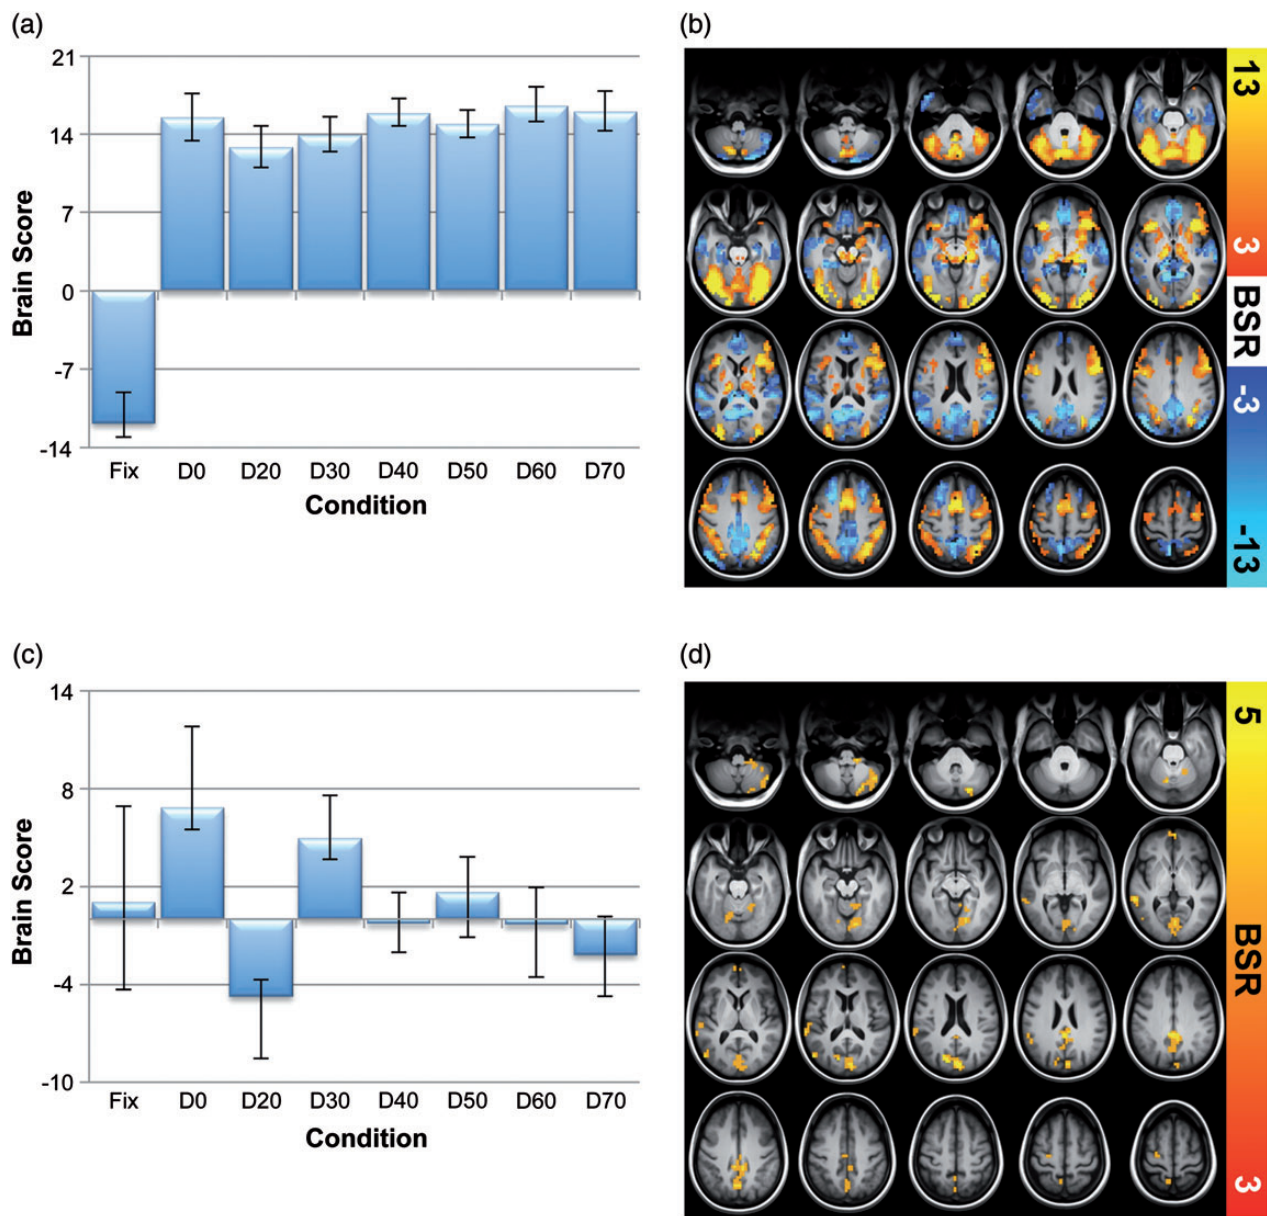 (a)
21
14
7
0
-7
-14
Brain Score
Fix D0 D20 D30 D40 D50 D60 D70
Condition
(b)
13
3
BSR
-3
-13
(c)
14
8
2
-4
-10
Brain Score
Fix D0 D20 D30 D40 D50 D60 D70
Condition
(d)
5
BSR
3